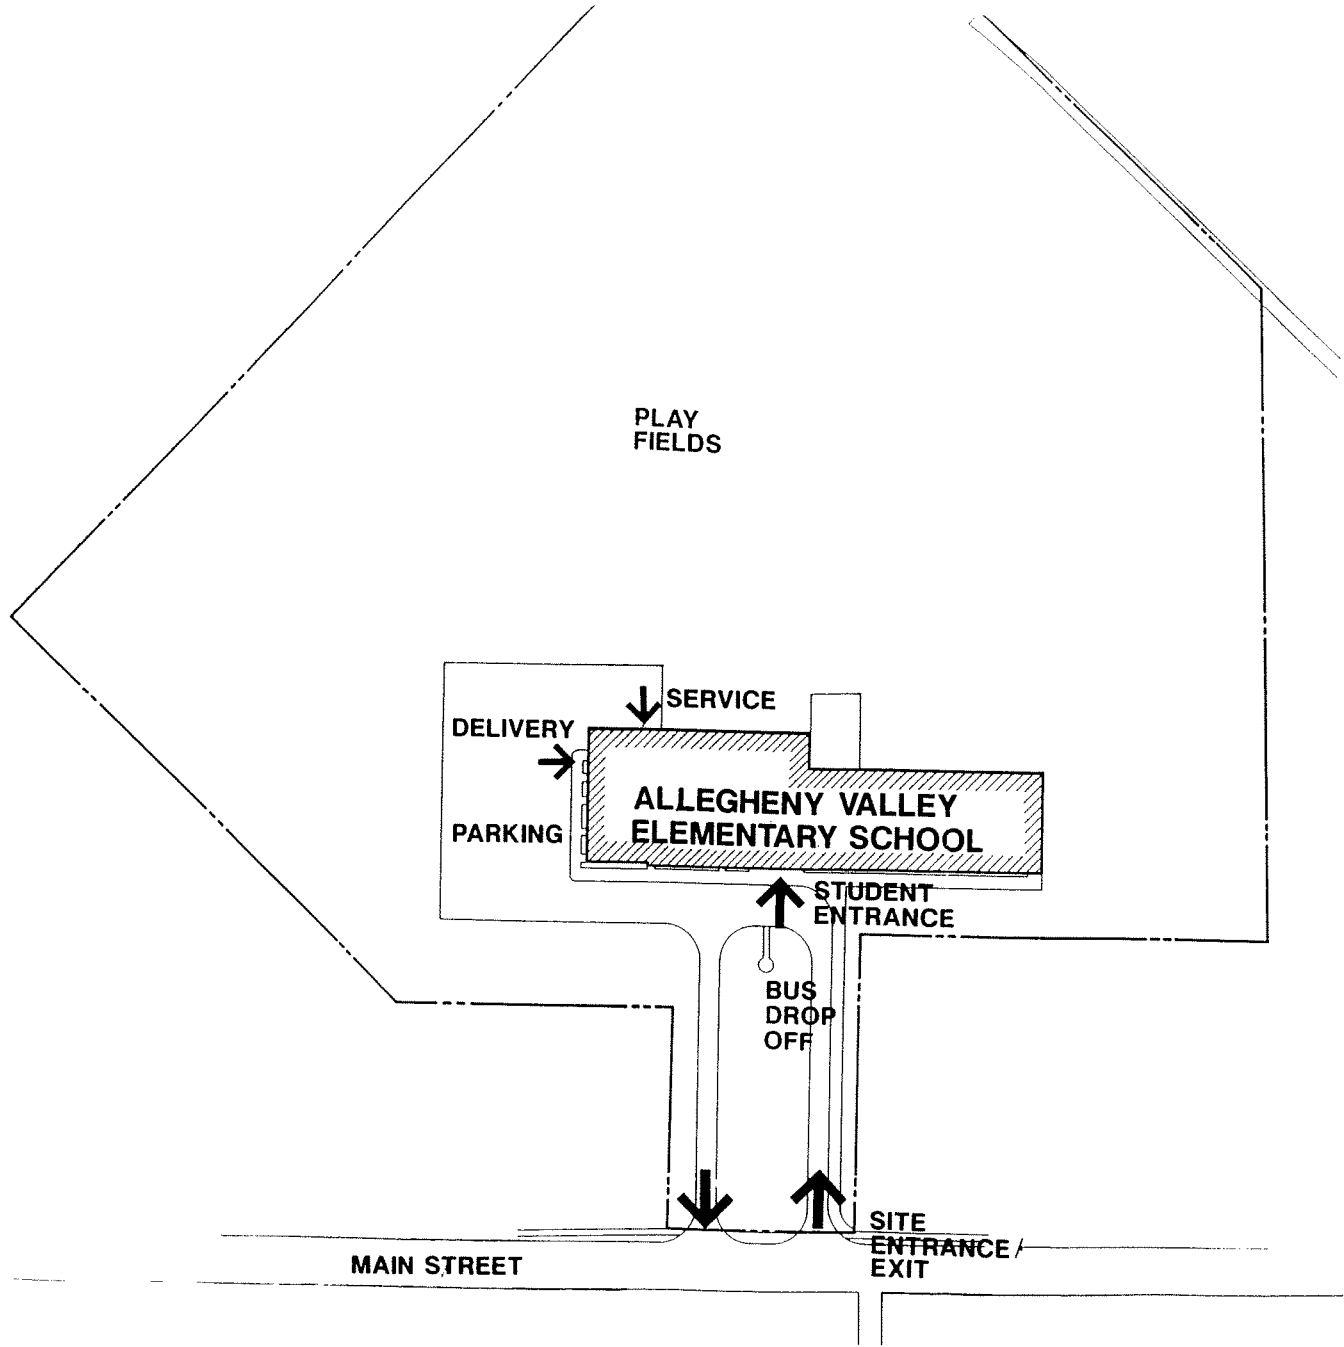 PLAY
FIELDS
SERVICE
DELIVERY
ALLEGHENY VALLEY
ELEMENTARY SCHOOL
PARKING
STUDENT
ENTRANCE
BUS
DROP
OFF
SITE
ENTRANCE /
EXIT
MAIN STREET